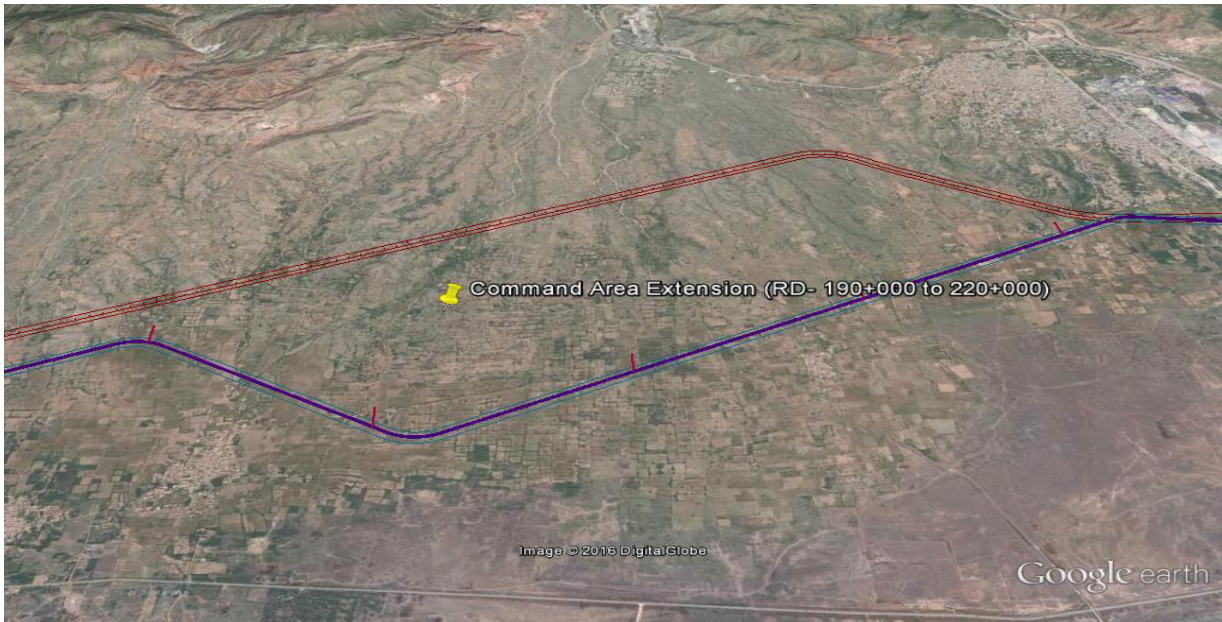 Command Area Extension (RD- 190+000 to 220+000)
Image © 2016 DigitalGlobe
Google earth